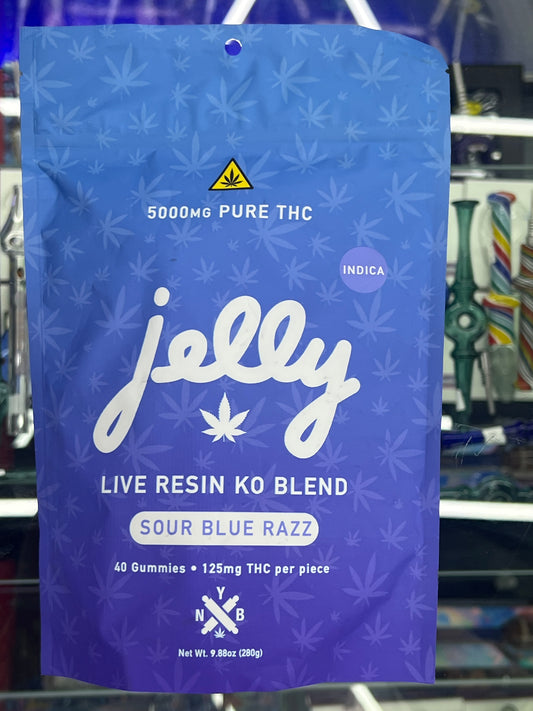 5000MG PURE THC
INDICA
jelly
LIVE RESIN KO BLEND
SOUR BLUE RAZZ
40 Gummies • 125mg THC per piece
Y
N B
Net Wt. 9.88oz (280g)